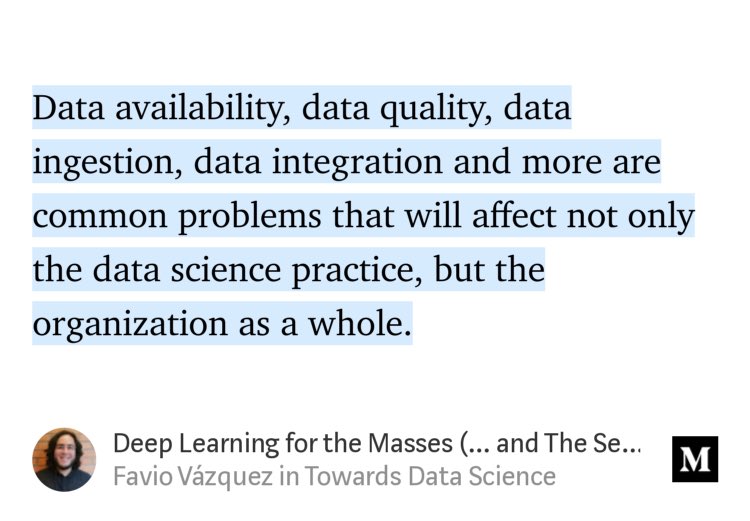 Data availability, data quality, data
ingestion, data integration and more are
common problems that will affect not only
the data science practice, but the
organization as a whole.
Deep Learning for the Masses (... and The Se...
Favio Vázquez in Towards Data Science
M